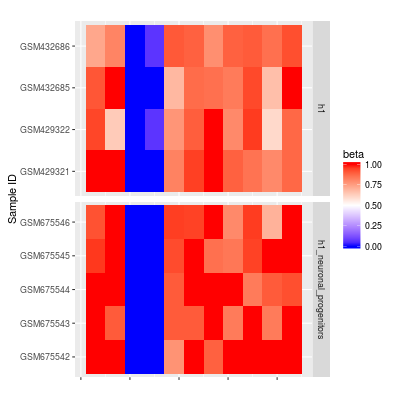 Sample ID
GSM432686
GSM432685
GSM429322
GSM429321
h1
GSM675546
GSM675545
GSM675544
GSM675543
GSM675542
h1_neuronal_progenitors
beta
1.00
0.75
0.50
0.25
0.00